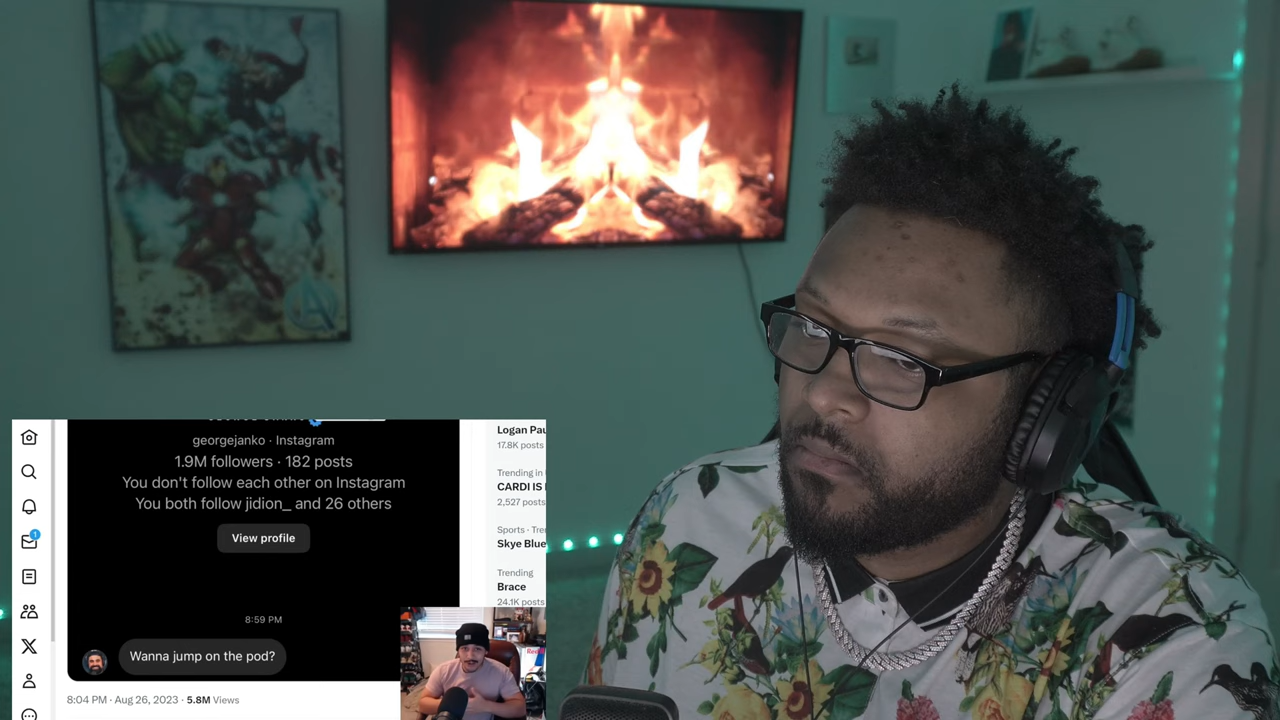 georgejanko · Instagram
1.9M followers · 182 posts
You don't follow each other on Instagram
You both follow jidion_ and 26 others
View profile
8:59 PM
Wanna jump on the pod?
8:04 PM · Aug 26, 2023 · 5.8M Views
1
Logan Pau
17.8K posts
Trending in
CARDI IS
2,527 posts
Sports · Tre
Skye Blue
Trending
Brace
24.1K posts